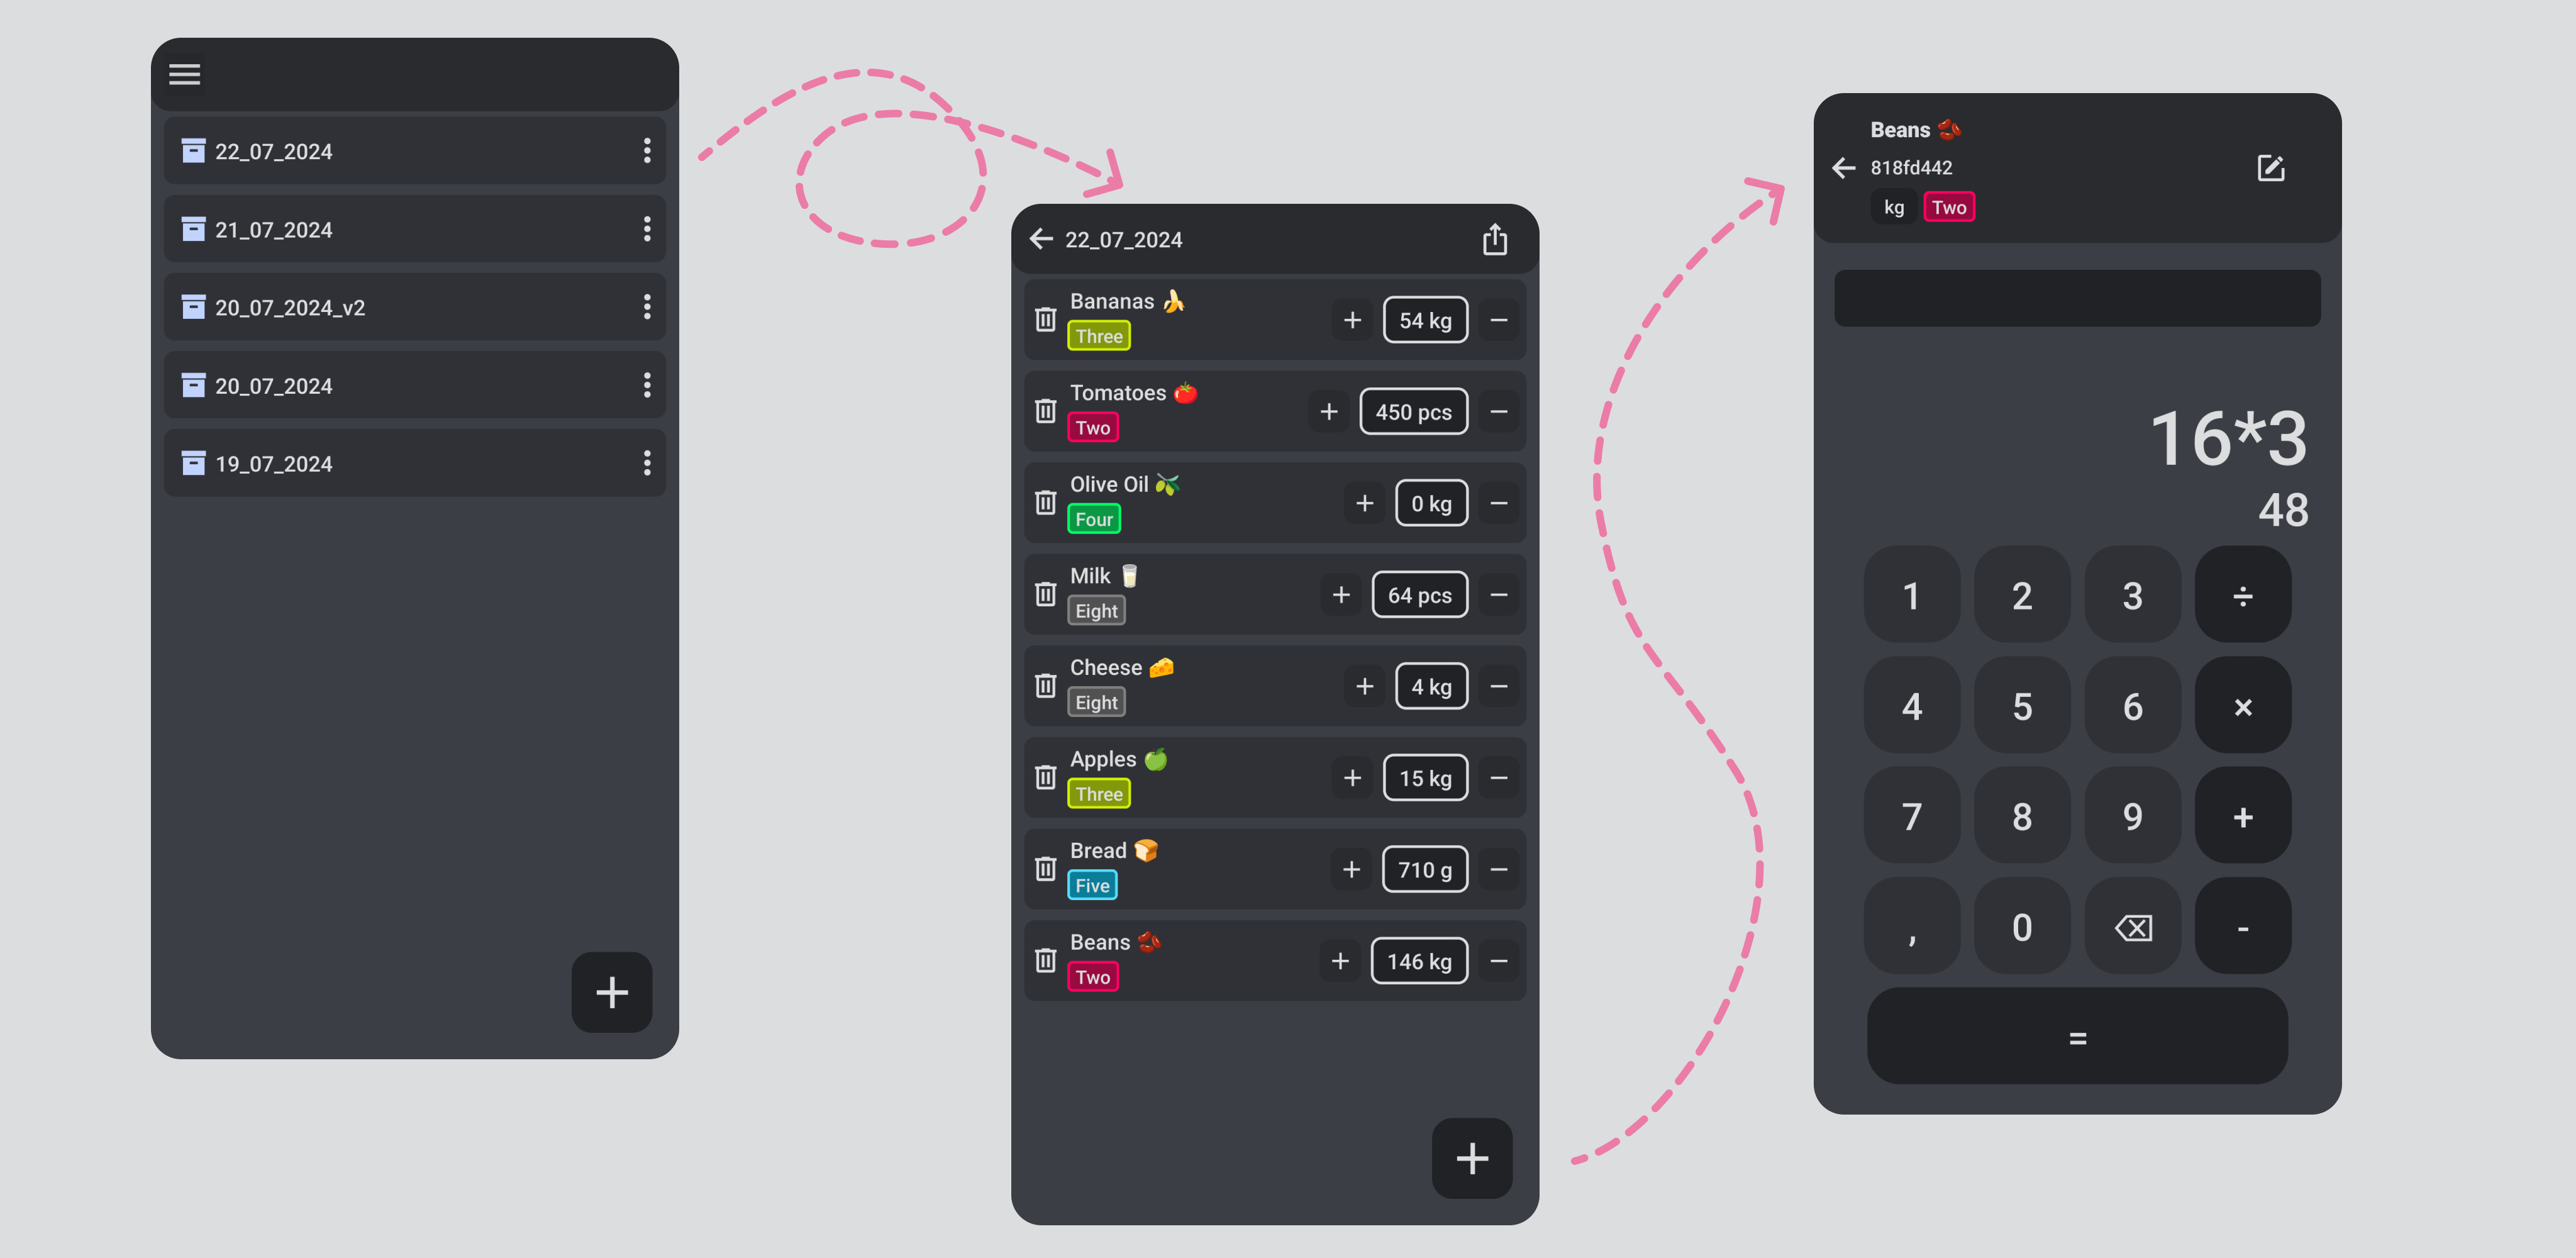 22_07_2024
21_07_2024
20_07_2024_v2
20_07_2024
19_07_2024
22_07_2024
Bananas 🍌
Three
+ 54 kg −
Tomatoes 🍅
Two
+ 450 pcs −
Olive Oil 🫒
Four
+ 0 kg −
Milk 🥛
Eight
+ 64 pcs −
Cheese 🧀
Eight
+ 4 kg −
Apples 🍏
Three
+ 15 kg −
Bread 🍞
Five
+ 710 g −
Beans 🫘
Two
+ 146 kg −
+
+
Beans 🫘
818fd442
kg Two
16*3
48
1 2 3 ÷
4 5 6 ×
7 8 9 +
, 0 ⌫ -
=